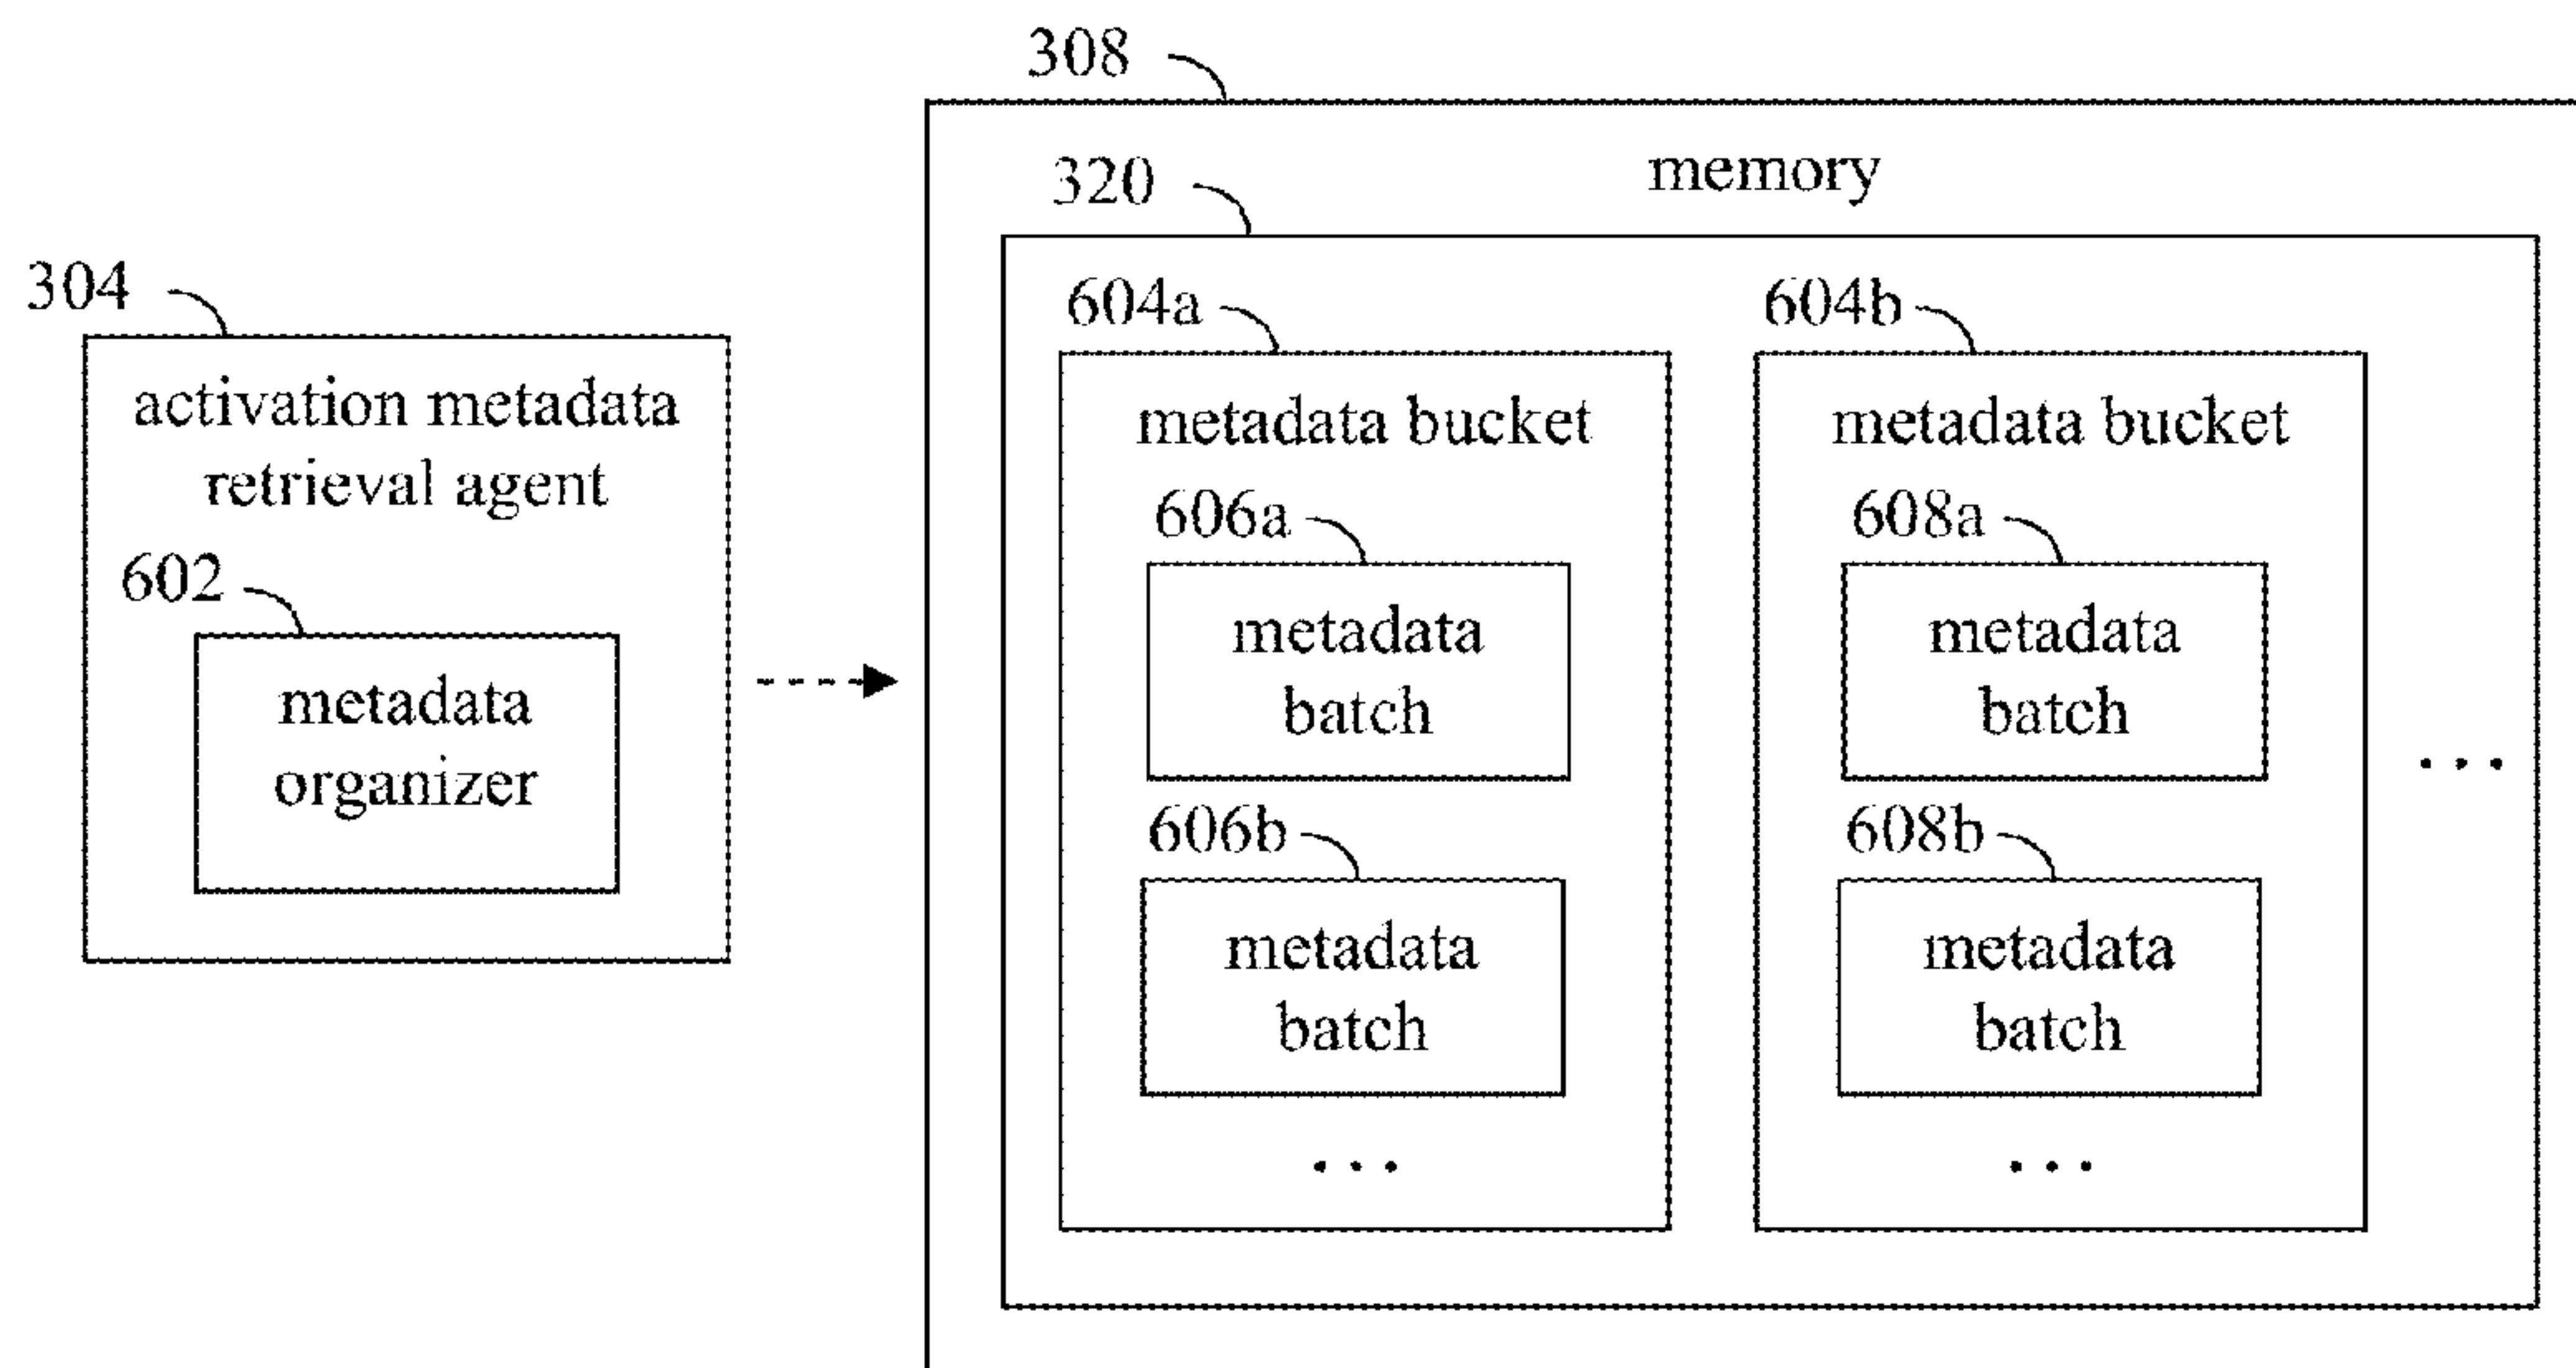 308
memory
320
304
604a
604b
activation metadata
retrieval agent
metadata bucket
metadata bucket
606a
608a
602
metadata
batch
metadata
batch
metadata
organizer
...
606b
608b
metadata
batch
metadata
batch
...
...